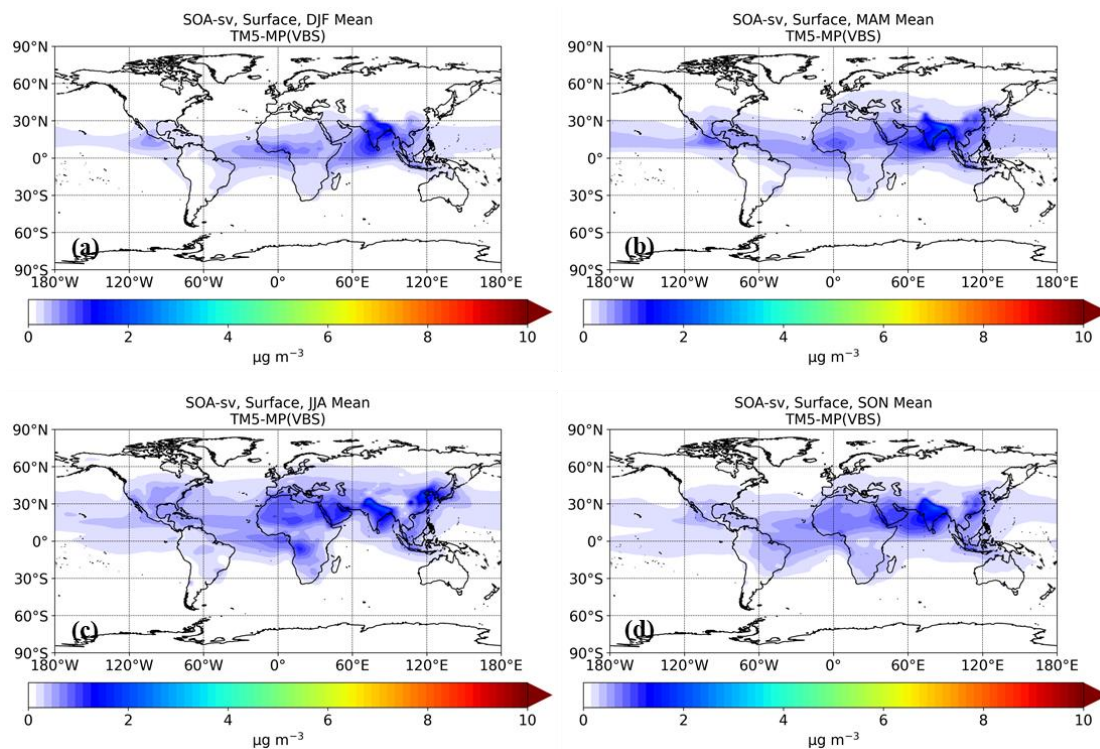 SOA-sv, Surface, DJF Mean
TM5-MP(VBS)
90°N
60°N
30°N
0°
30°S
60°S
90°S
(a)
180°W 120°W 60°W 0° 60°E 120°E 180°E
0 2 4 6 8 10
µg m⁻³
SOA-sv, Surface, MAM Mean
TM5-MP(VBS)
90°N
60°N
30°N
0°
30°S
60°S
90°S
(b)
180°W 120°W 60°W 0° 60°E 120°E 180°E
0 2 4 6 8 10
µg m⁻³
SOA-sv, Surface, JJA Mean
TM5-MP(VBS)
90°N
60°N
30°N
0°
30°S
60°S
90°S
(c)
180°W 120°W 60°W 0° 60°E 120°E 180°E
0 2 4 6 8 10
µg m⁻³
SOA-sv, Surface, SON Mean
TM5-MP(VBS)
90°N
60°N
30°N
0°
30°S
60°S
90°S
(d)
180°W 120°W 60°W 0° 60°E 120°E 180°E
0 2 4 6 8 10
µg m⁻³